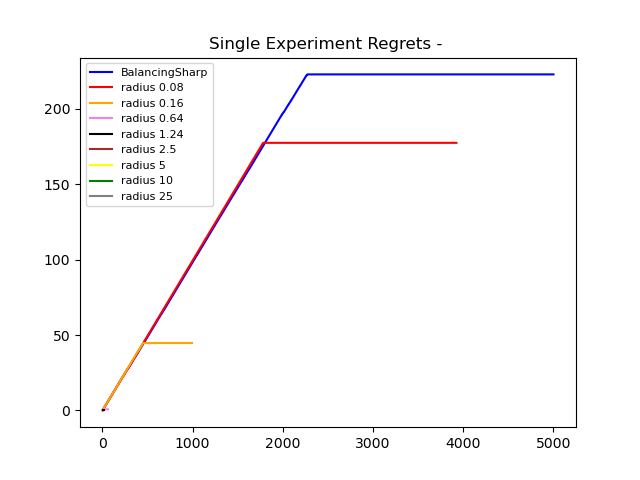 Single Experiment Regrets -
BalancingSharp
radius 0.08
radius 0.16
radius 0.64
radius 1.24
radius 2.5
radius 5
radius 10
radius 25
200
150
100
50
0
0 1000 2000 3000 4000 5000